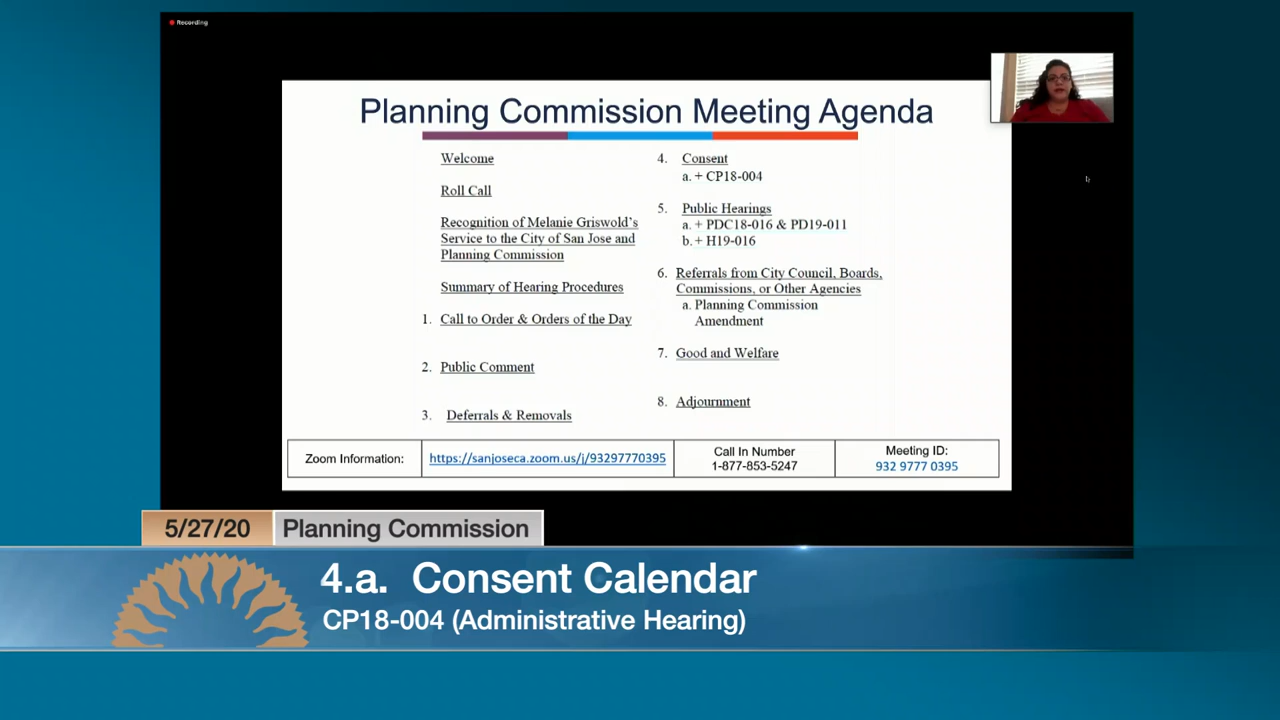 Recording
Planning Commission Meeting Agenda
Welcome
Roll Call
Recognition of Melanie Griswold's
Service to the City of San Jose and
Planning Commission
Summary of Hearing Procedures
1. Call to Order & Orders of the Day
2. Public Comment
3. Deferrals & Removals
4. Consent
a. + CP18-004
5. Public Hearings
a. + PDC18-016 & PD19-011
b. + H19-016
6. Referrals from City Council, Boards,
Commissions, or Other Agencies
a. Planning Commission
Amendment
7. Good and Welfare
8. Adjournment
Zoom Information:
https://sanjoseca.zoom.us/j/93297770395
Call In Number
1-877-853-5247
Meeting ID:
932 9777 0395
5/27/20
Planning Commission
4.a. Consent Calendar
CP18-004 (Administrative Hearing)